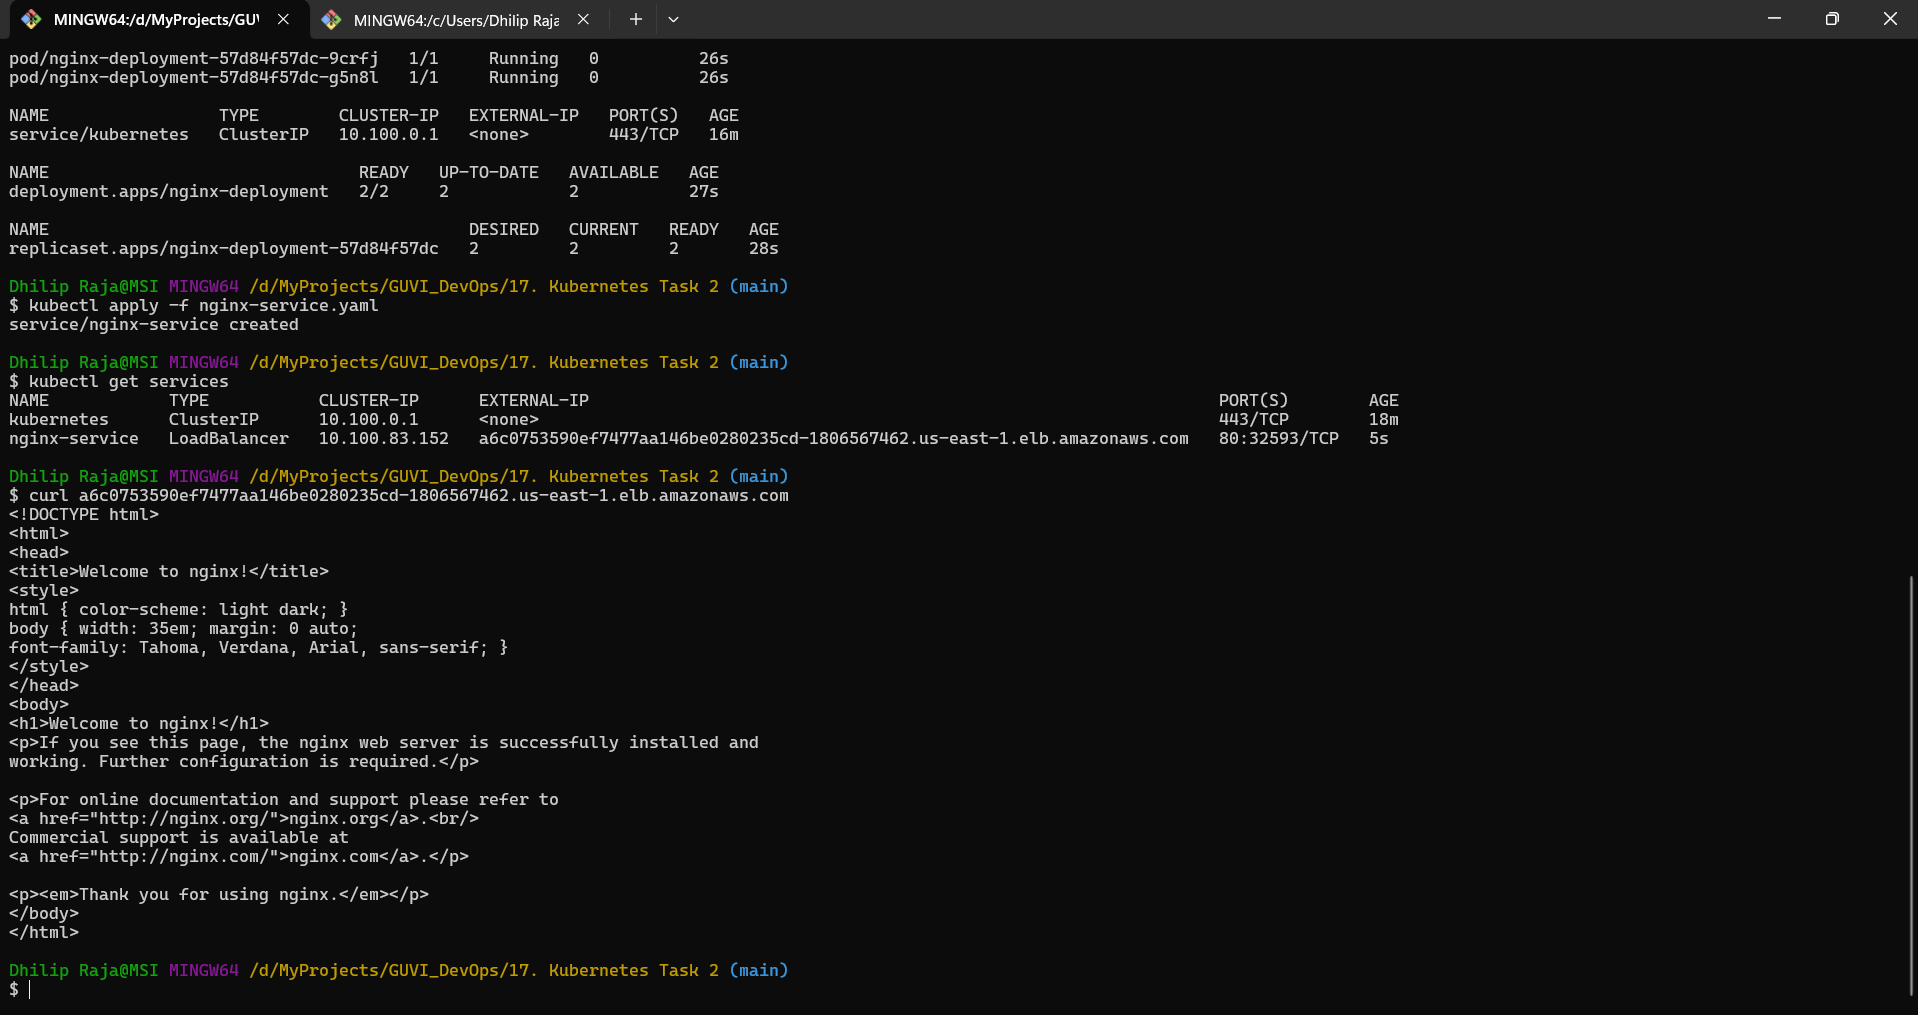 MINGW64:/d/MyProjects/GUV
MINGW64:/c/Users/Dhilip Raja
pod/nginx-deployment-57d84f57dc-9crfj   1/1     Running   0          26s
pod/nginx-deployment-57d84f57dc-g5n8l   1/1     Running   0          26s
NAME                 TYPE        CLUSTER-IP   EXTERNAL-IP   PORT(S)   AGE
service/kubernetes   ClusterIP   10.100.0.1   <none>        443/TCP   16m
NAME                               READY   UP-TO-DATE   AVAILABLE   AGE
deployment.apps/nginx-deployment   2/2     2            2           27s
NAME                                          DESIRED   CURRENT   READY   AGE
replicaset.apps/nginx-deployment-57d84f57dc   2         2         2       28s
Dhilip Raja@MSI MINGW64 /d/MyProjects/GUVI_DevOps/17. Kubernetes Task 2 (main)
$ kubectl apply -f nginx-service.yaml
service/nginx-service created
Dhilip Raja@MSI MINGW64 /d/MyProjects/GUVI_DevOps/17. Kubernetes Task 2 (main)
$ kubectl get services
NAME            TYPE           CLUSTER-IP      EXTERNAL-IP                                                               PORT(S)        AGE
kubernetes      ClusterIP      10.100.0.1      <none>                                                                    443/TCP        18m
nginx-service   LoadBalancer   10.100.83.152   a6c0753590ef7477aa146be0280235cd-1806567462.us-east-1.elb.amazonaws.com   80:32593/TCP   5s
Dhilip Raja@MSI MINGW64 /d/MyProjects/GUVI_DevOps/17. Kubernetes Task 2 (main)
$ curl a6c0753590ef7477aa146be0280235cd-1806567462.us-east-1.elb.amazonaws.com
<!DOCTYPE html>
<html>
<head>
<title>Welcome to nginx!</title>
<style>
html { color-scheme: light dark; }
body { width: 35em; margin: 0 auto;
font-family: Tahoma, Verdana, Arial, sans-serif; }
</style>
</head>
<body>
<h1>Welcome to nginx!</h1>
<p>If you see this page, the nginx web server is successfully installed and
working. Further configuration is required.</p>
<p>For online documentation and support please refer to
<a href="http://nginx.org/">nginx.org</a>.<br/>
Commercial support is available at
<a href="http://nginx.com/">nginx.com</a>.</p>
<p><em>Thank you for using nginx.</em></p>
</body>
</html>
Dhilip Raja@MSI MINGW64 /d/MyProjects/GUVI_DevOps/17. Kubernetes Task 2 (main)
$